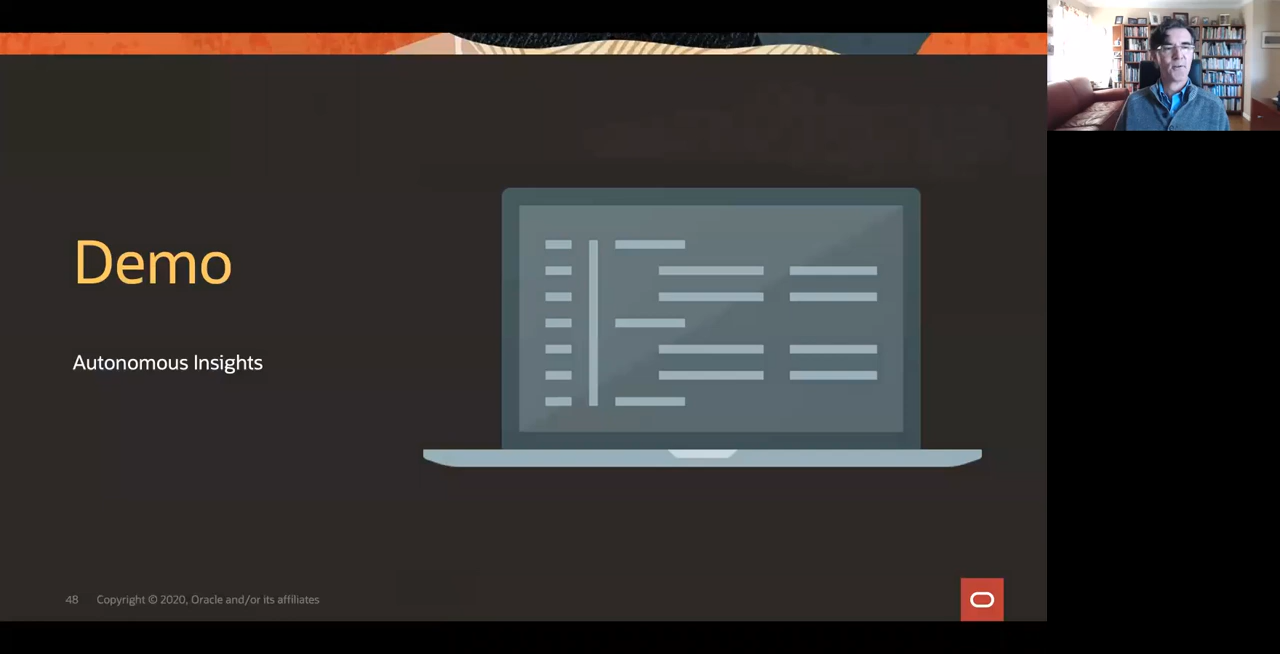 Demo
Autonomous Insights
48 Copyright © 2020, Oracle and/or its affiliates